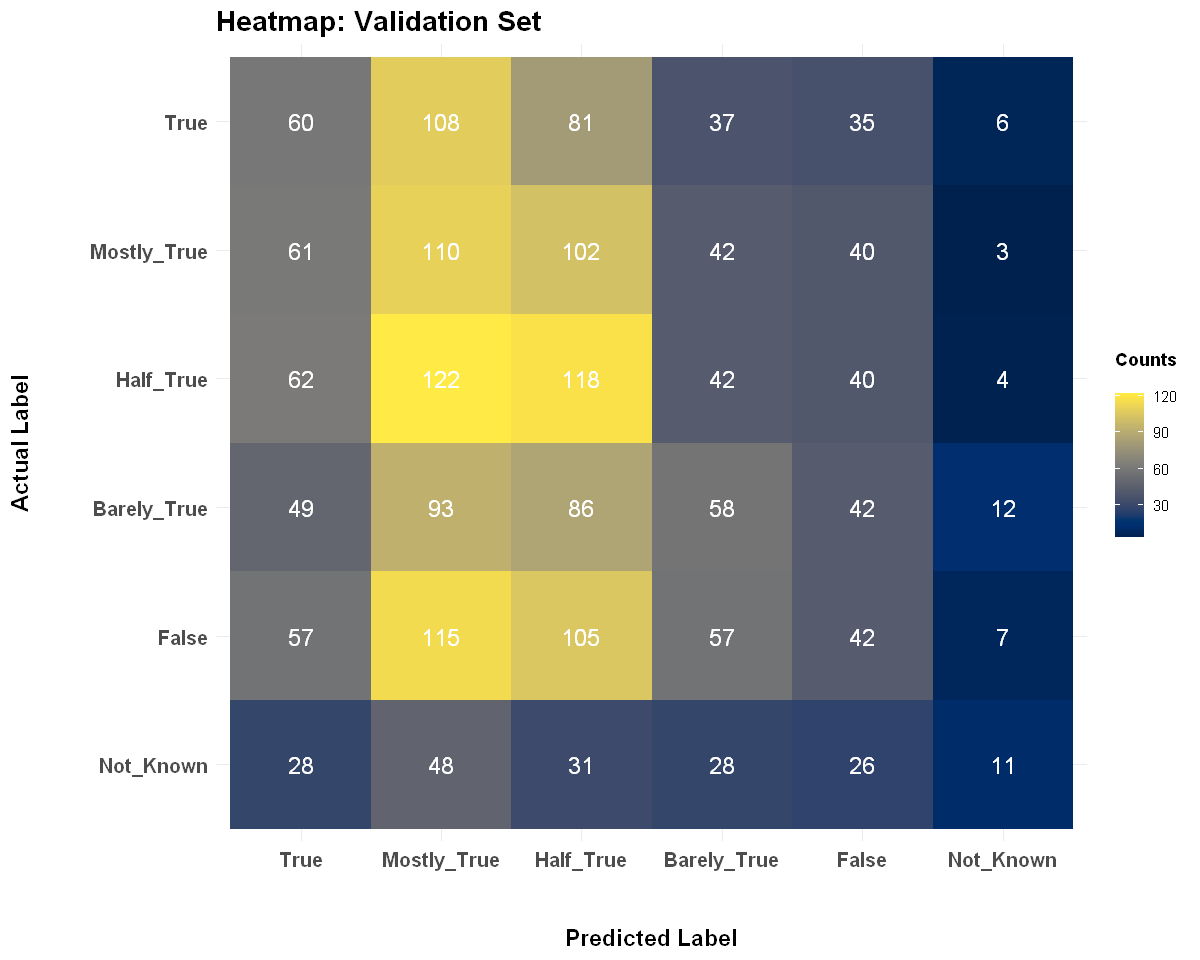 Heatmap: Validation Set
True 60 108 81 37 35 6
Mostly_True 61 110 102 42 40 3
Half_True 62 122 118 42 40 4
Barely_True 49 93 86 58 42 12
False 57 115 105 57 42 7
Not_Known 28 48 31 28 26 11
True Mostly_True Half_True Barely_True False Not_Known
Predicted Label
Actual Label
Counts
120
90
60
30